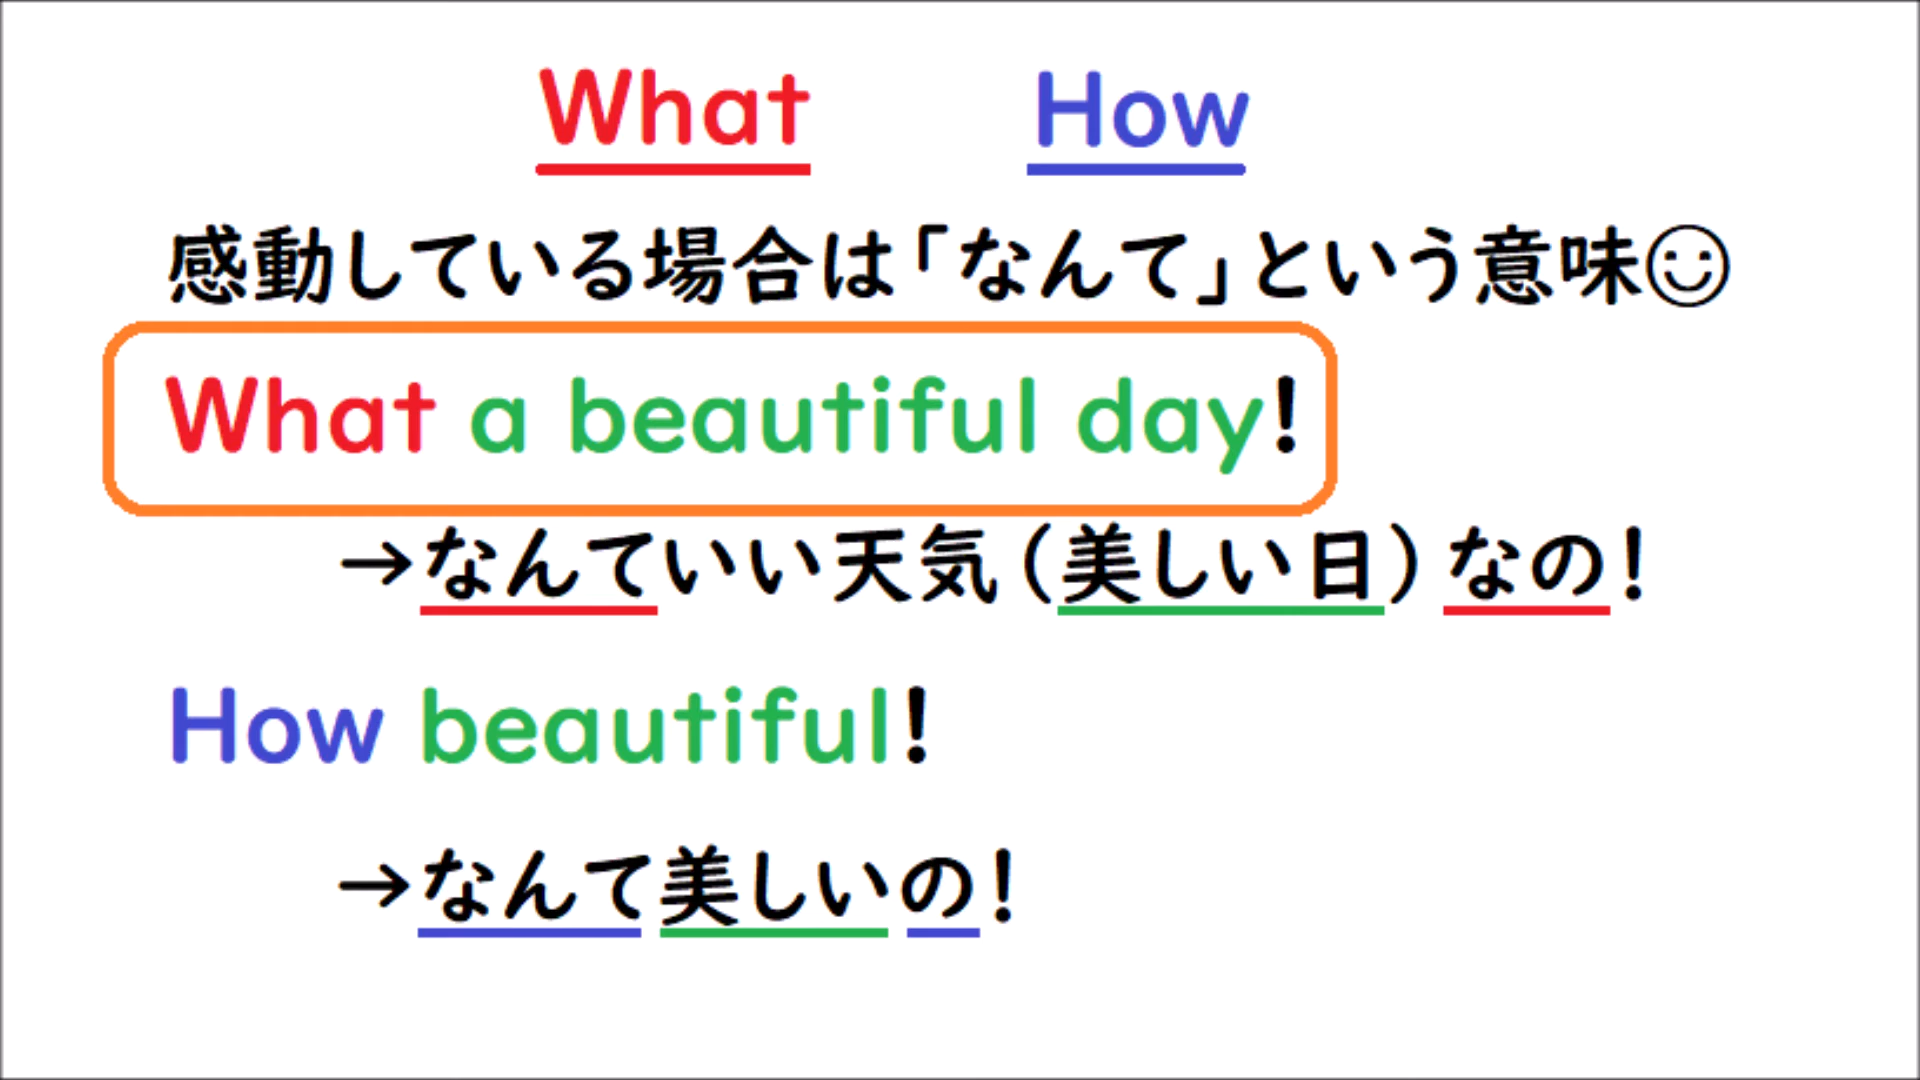 What How
感動している場合は「なんて」という意味☺
What a beautiful day!
→なんていい天気(美しい日)なの!
How beautiful!
→なんて美しいの!